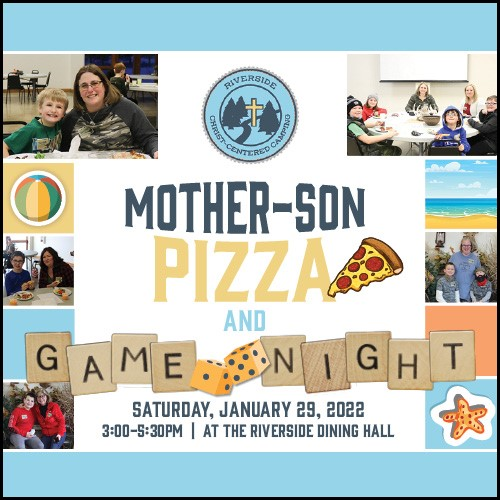 RIVERSIDE
CHRIST-CENTERED CAMPING
MOTHER-SON
PIZZA
AND
GAME NIGHT
SATURDAY, JANUARY 29, 2022
3:00-5:30PM | AT THE RIVERSIDE DINING HALL